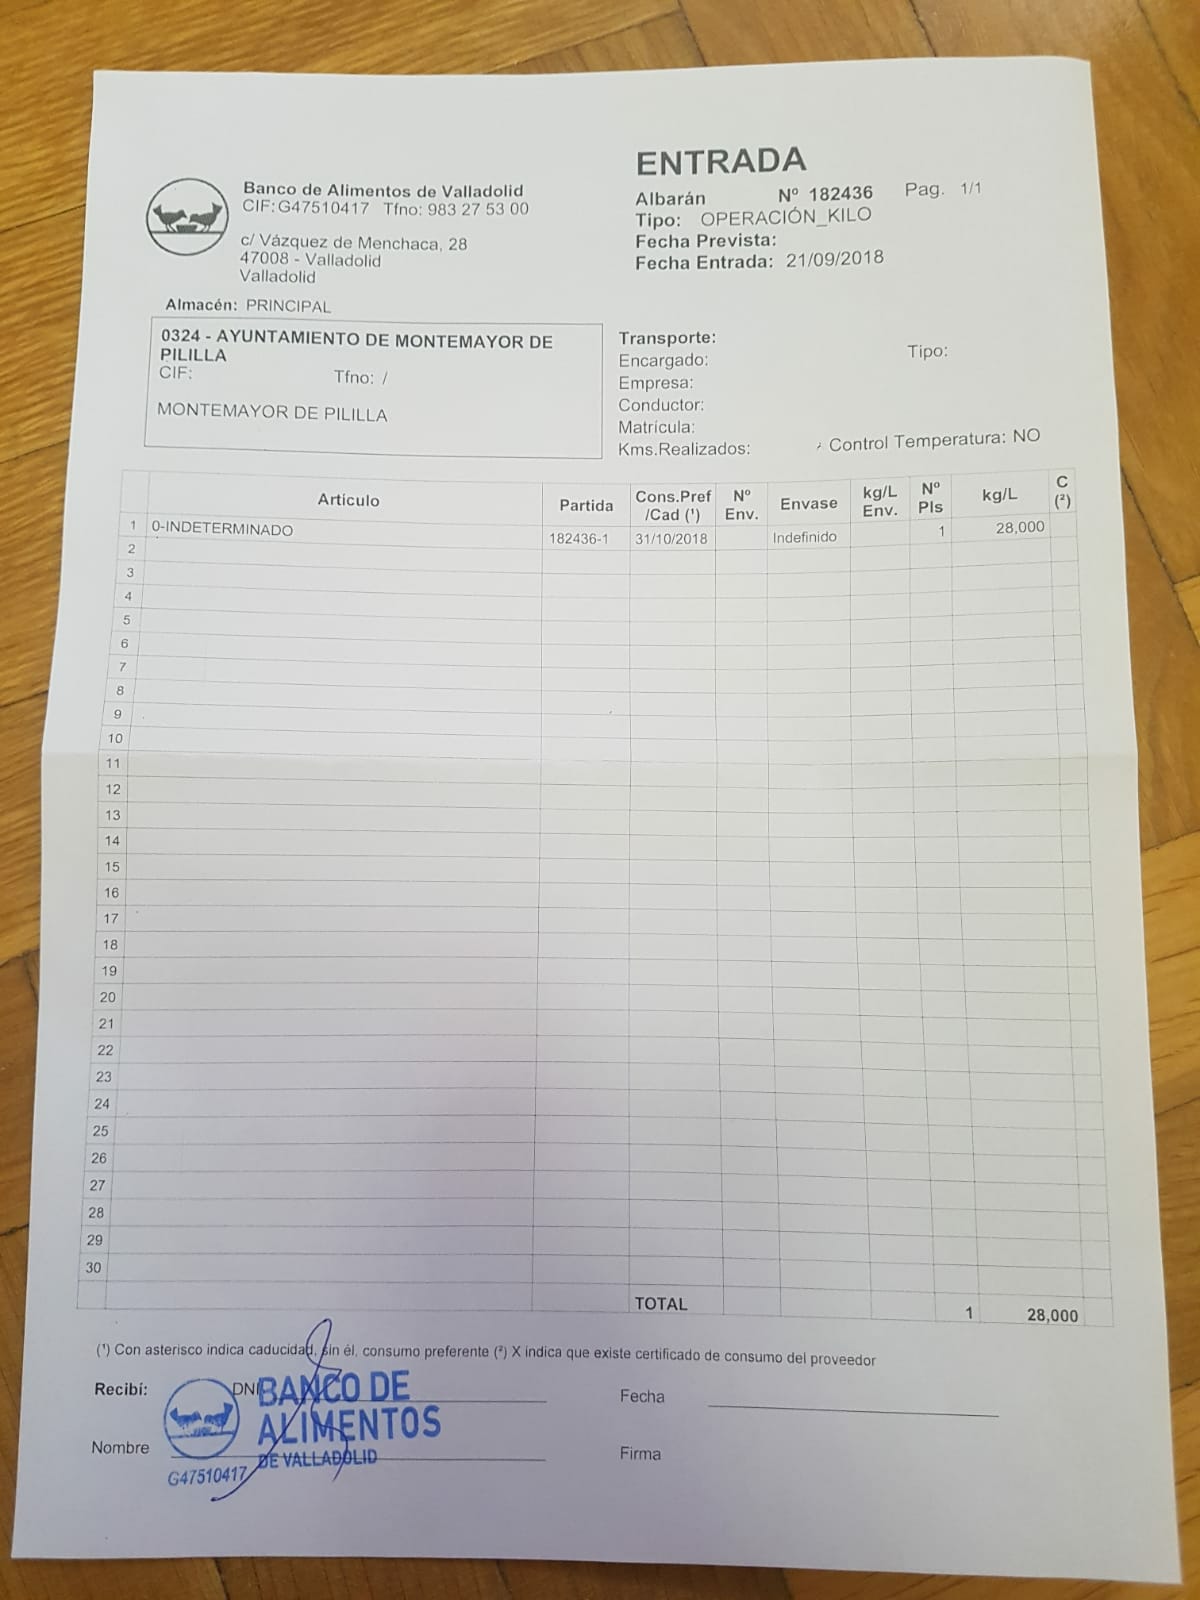 ENTRADA
Banco de Alimentos de Valladolid
CIF:G47510417 Tfno: 983 27 53 00
c/ Vázquez de Menchaca, 28
47008 - Valladolid
Valladolid
Albarán Nº 182436 Pag. 1/1
Tipo: OPERACIÓN_KILO
Fecha Prevista:
Fecha Entrada: 21/09/2018
Almacén: PRINCIPAL
0324 - AYUNTAMIENTO DE MONTEMAYOR DE
PILILLA
CIF: Tfno: /
MONTEMAYOR DE PILILLA
Transporte:
Encargado: Tipo:
Empresa:
Conductor:
Matrícula:
Kms.Realizados: Control Temperatura: NO
Artículo Partida Cons.Pref /Cad (¹) Nº Env. Envase kg/L Env. Nº Pls kg/L C (²)
1 0-INDETERMINADO 182436-1 31/10/2018 Indefinido 1 28,000
2
3
4
5
6
7
8
9
10
11
12
13
14
15
16
17
18
19
20
21
22
23
24
25
26
27
28
29
30
TOTAL 1 28,000
(¹) Con asterisco indica caducidad, sin él, consumo preferente (²) X indica que existe certificado de consumo del proveedor
Recibí: DNI Fecha
Nombre Firma
BANCO DE
ALIMENTOS
DE VALLADOLID
G47510417